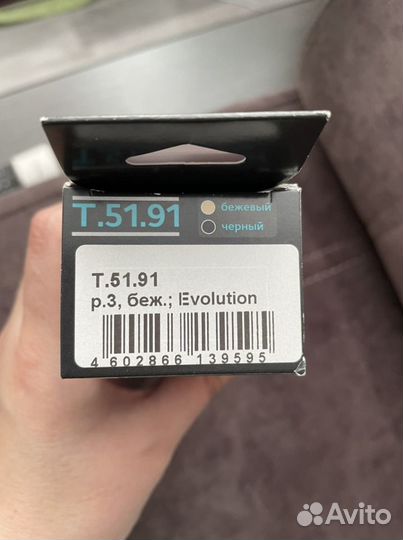 T.51.91
бежевый
черный
T.51.91
р.3, беж.; Evolution
4 602866 139595
Avito